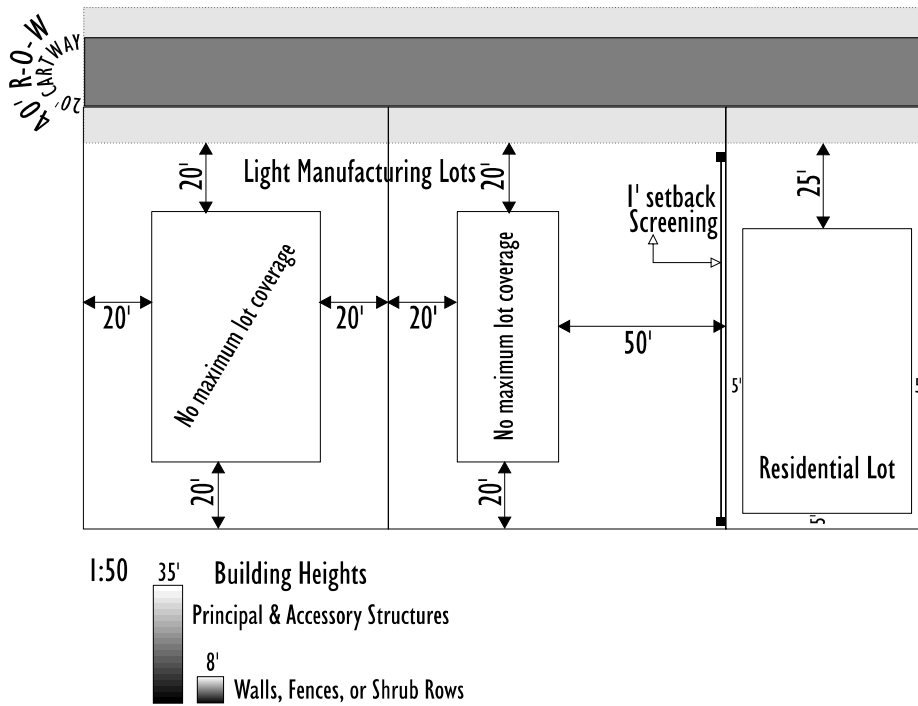 40' R-O-W
CARTWAY
20'
Light Manufacturing Lots
20'
20'
25'
1' setback
Screening
No maximum lot coverage
No maximum lot coverage
20'
20'
20'
50'
5'
5'
Residential Lot
20'
20'
5'
1:50
35'
Building Heights
Principal & Accessory Structures
8'
Walls, Fences, or Shrub Rows